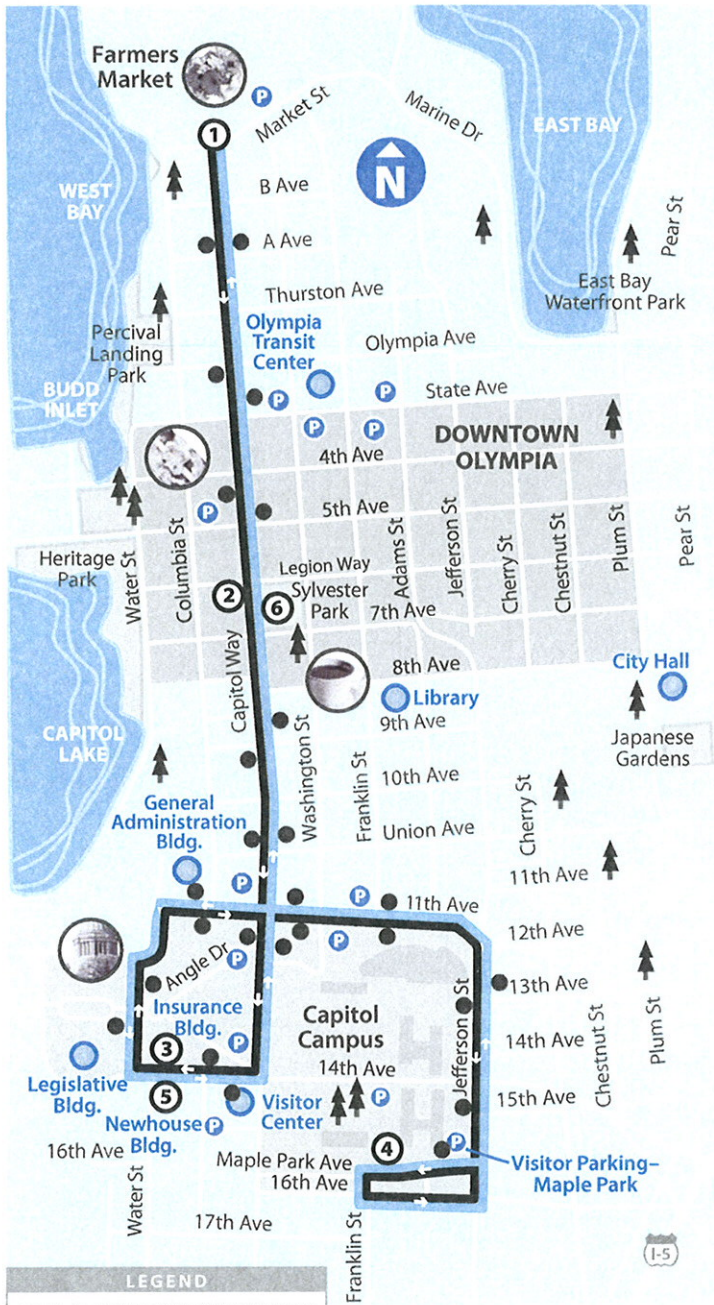 Farmers
Market
P
Market St
Marine Dr
EAST BAY
1
N
WEST
BAY
B Ave
A Ave
Pear St
East Bay
Waterfront Park
Thurston Ave
Percival
Landing
Park
Olympia
Transit
Center
Olympia Ave
BUDD
INLET
P
P
State Ave
P
P
4th Ave
DOWNTOWN
OLYMPIA
P
5th Ave
Heritage
Park
Water St
Columbia St
Legion Way
Sylvester
Park
Adams St
Jefferson St
Cherry St
Chestnut St
Plum St
Pear St
2
6
7th Ave
Capitol Way
8th Ave
City Hall
Library
9th Ave
CAPITOL
LAKE
Washington St
Franklin St
Japanese
Gardens
10th Ave
Cherry St
General
Administration
Bldg.
Union Ave
11th Ave
P
P
11th Ave
12th Ave
P
P
Angle Dr
13th Ave
Insurance
Bldg.
Capitol
Campus
Jefferson St
Chestnut St
Plum St
3
P
14th Ave
14th Ave
Legislative
Bldg.
5
Newhouse
Bldg.
P
Visitor
Center
P
15th Ave
16th Ave
4
P
Visitor Parking–
Maple Park
Maple Park Ave
16th Ave
Water St
17th Ave
Franklin St
I-5
LEGEND